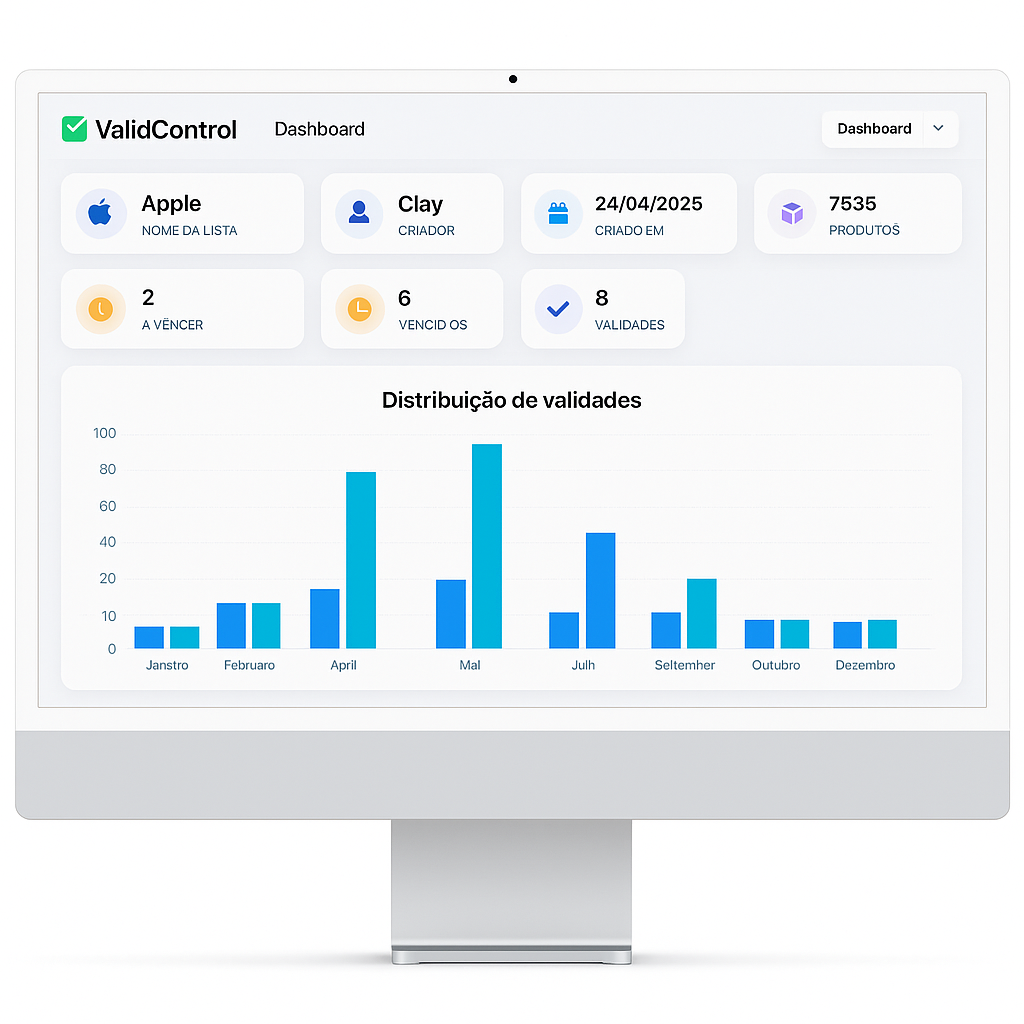 ValidControl
Dashboard
Dashboard
Apple
NOME DA LISTA
Clay
CRIADOR
24/04/2025
CRIADO EM
7535
PRODUTOŠ
2
A VÊNCER
6
VENCID OS
8
VALIDADES
Distribuição de validades
100
80
60
40
20
10
0
Janstro
Februaro
April
Mal
Julh
Seltemher
Outubro
Dezembro